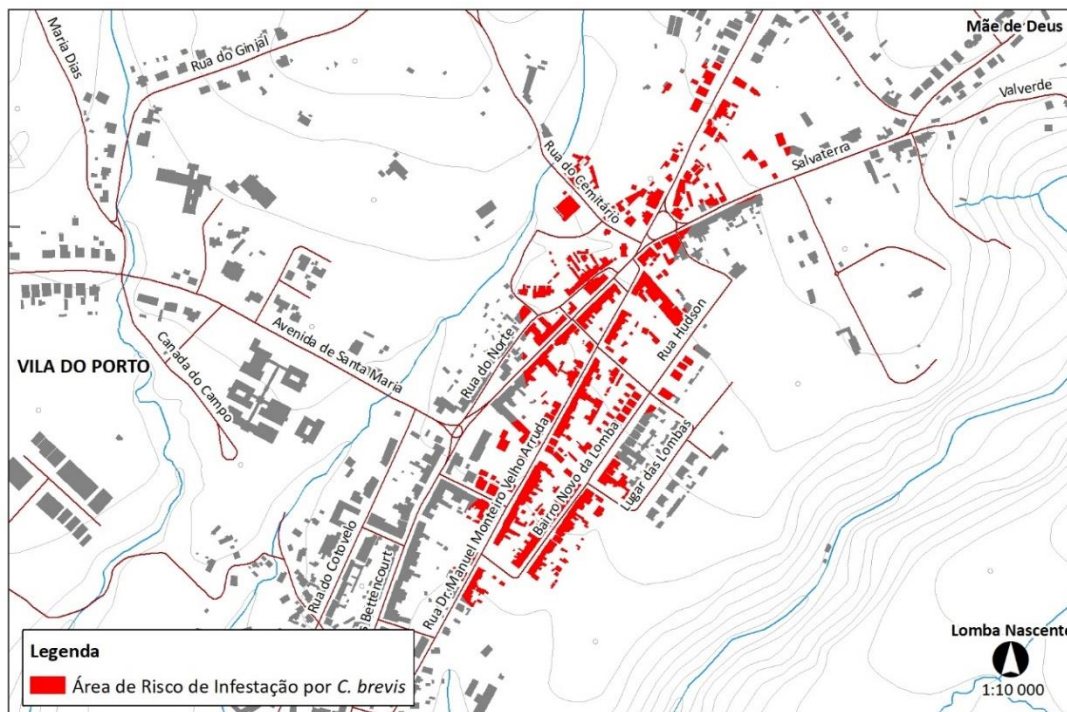 Maria Dias
Rua do Ginjal
Mãe de Deus
Valverde
Salvaterra
Rua do Cemitário
Rua Hudson
Avenida de Santa Maria
Rua do Norte
VILA DO PORTO
Canada do Campo
Rua Dr. Manuel Monteiro Velho Arruda
Bairro Novo da Lomba
Lugar das Lombas
Rua do Cotovelo
s Bettencourt
Lomba Nascente
1:10 000
Legenda
Área de Risco de Infestação por C. brevis